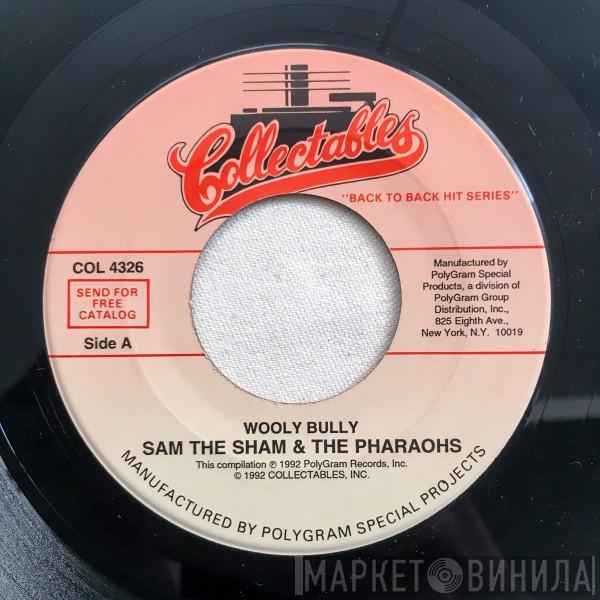 Collectables
"BACK TO BACK HIT SERIES"
COL 4326
SEND FOR
FREE
CATALOG
Side A
Manufactured by
PolyGram Special
Products, a division of
PolyGram Group
Distribution, Inc.,
825 Eighth Ave.,
New York, N.Y. 10019
WOOLY BULLY
SAM THE SHAM & THE PHARAOHS
This compilation ℗ 1992 PolyGram Records, Inc.
© 1992 COLLECTABLES, INC.
MANUFACTURED BY POLYGRAM SPECIAL PROJECTS
МАРКЕТ ВИНИЛА